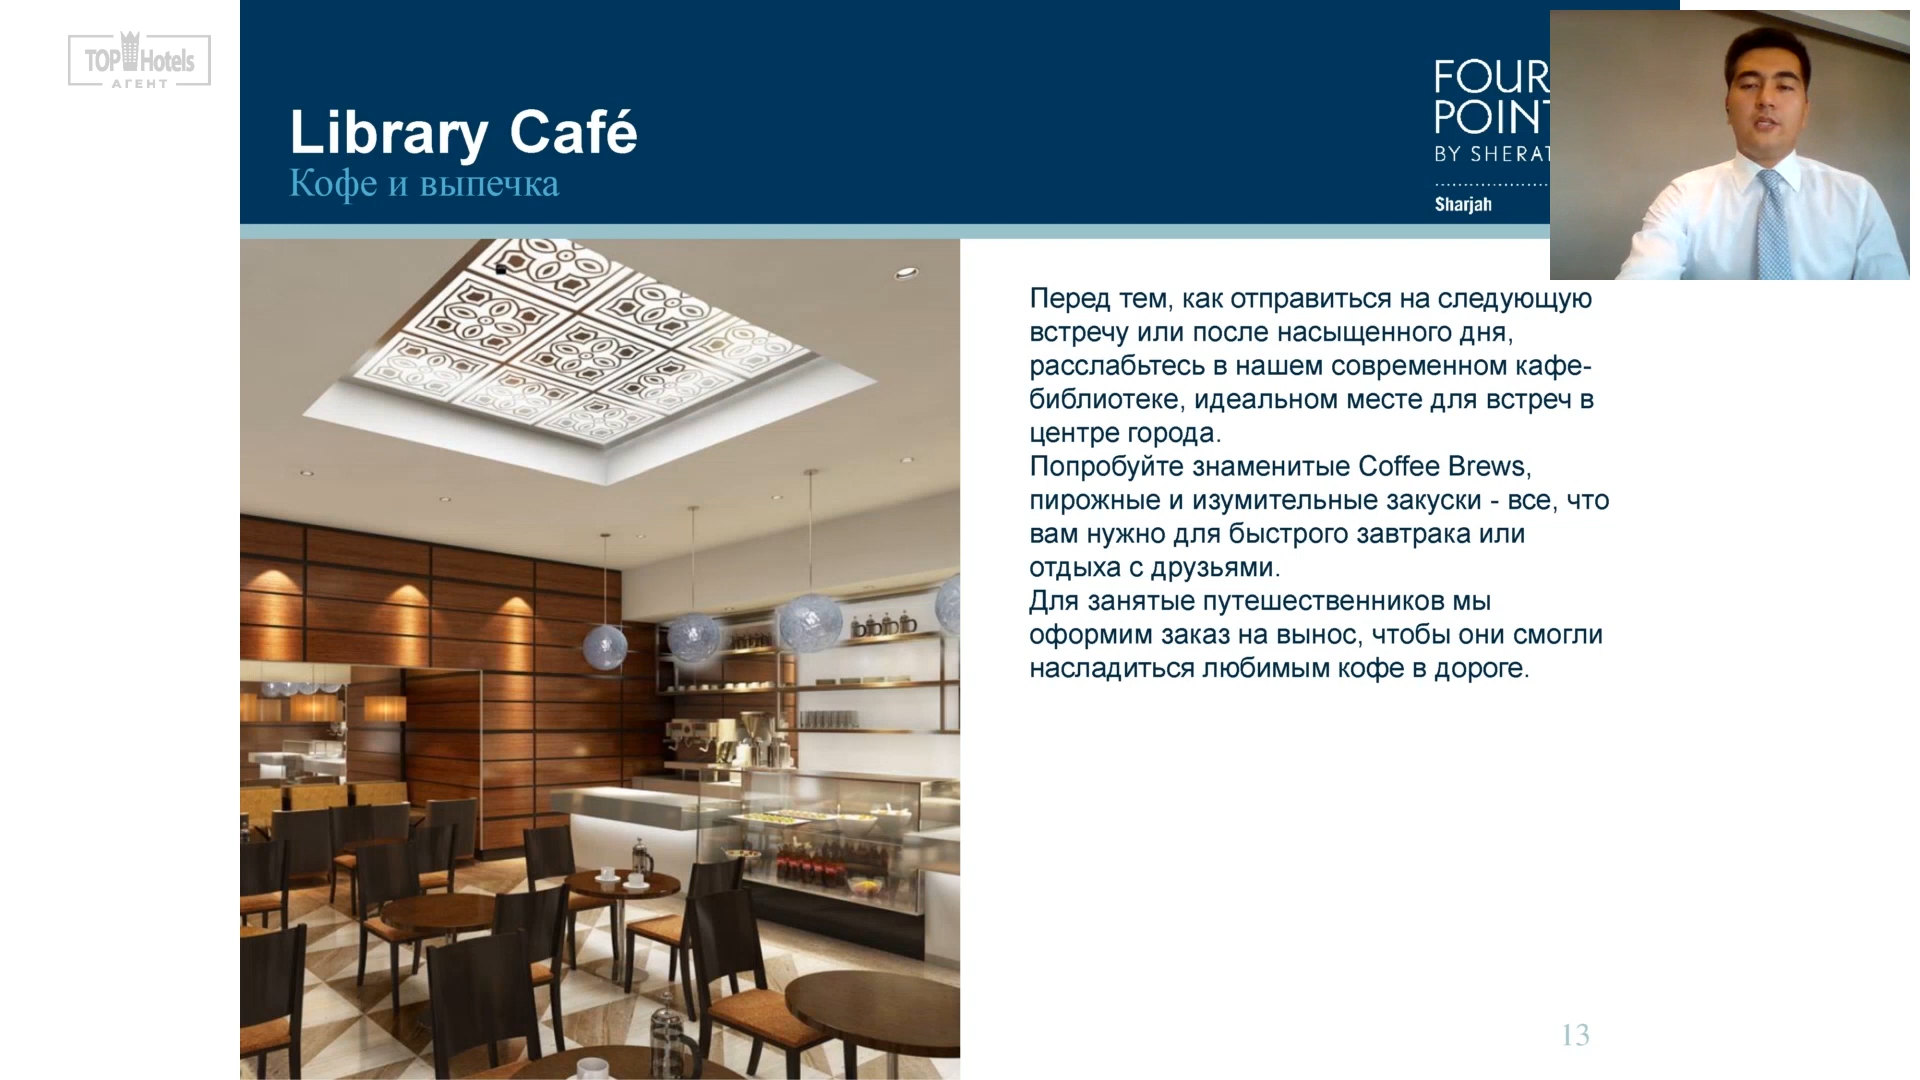 TOP Hotels
АГЕНТ
Library Café
Кофе и выпечка
FOUR
POINT
BY SHERAT
Sharjah
Перед тем, как отправиться на следующую
встречу или после насыщенного дня,
расслабьтесь в нашем современном кафе-
библиотеке, идеальном месте для встреч в
центре города.
Попробуйте знаменитые Coffee Brews,
пирожные и изумительные закуски - все, что
вам нужно для быстрого завтрака или
отдыха с друзьями.
Для занятые путешественников мы
оформим заказ на вынос, чтобы они смогли
насладиться любимым кофе в дороге.
13